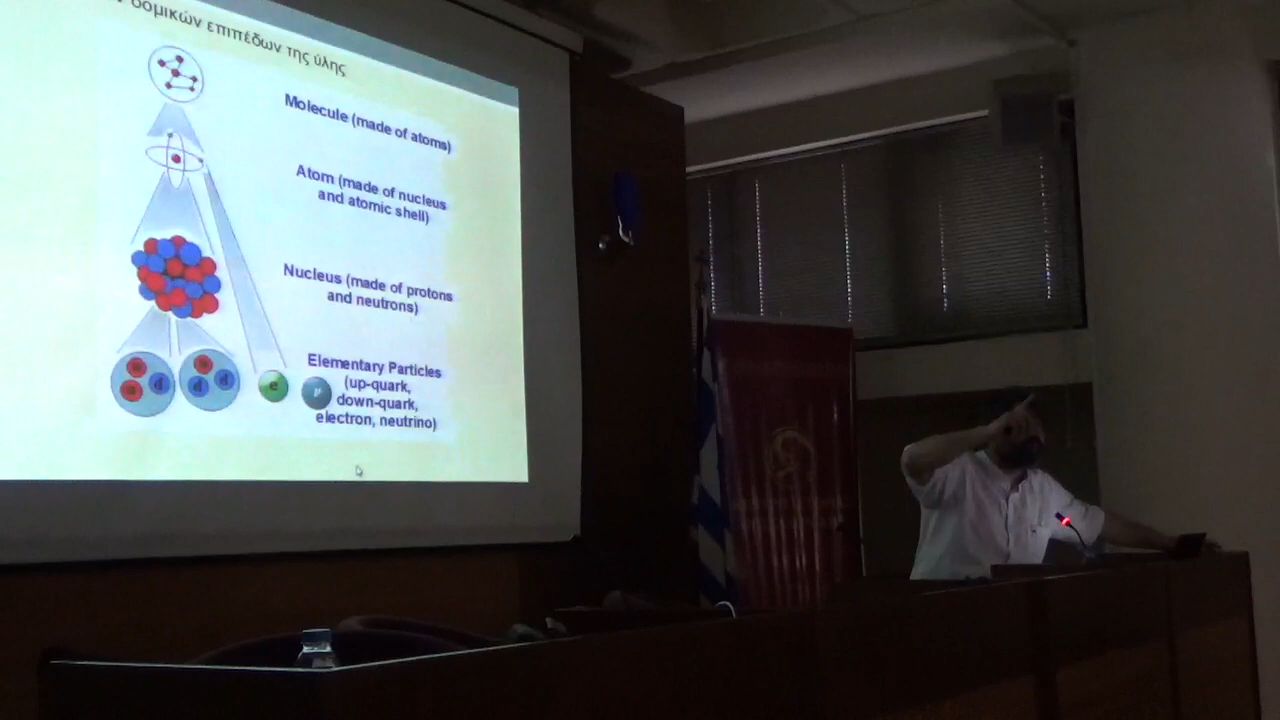 δομικών επιπέδων της ύλης
Molecule (made of atoms)
Atom (made of nucleus
and atomic shell)
Nucleus (made of protons
and neutrons)
Elementary Particles
(up-quark,
down-quark,
electron, neutrino)
u
u d
u
d d
e
ν